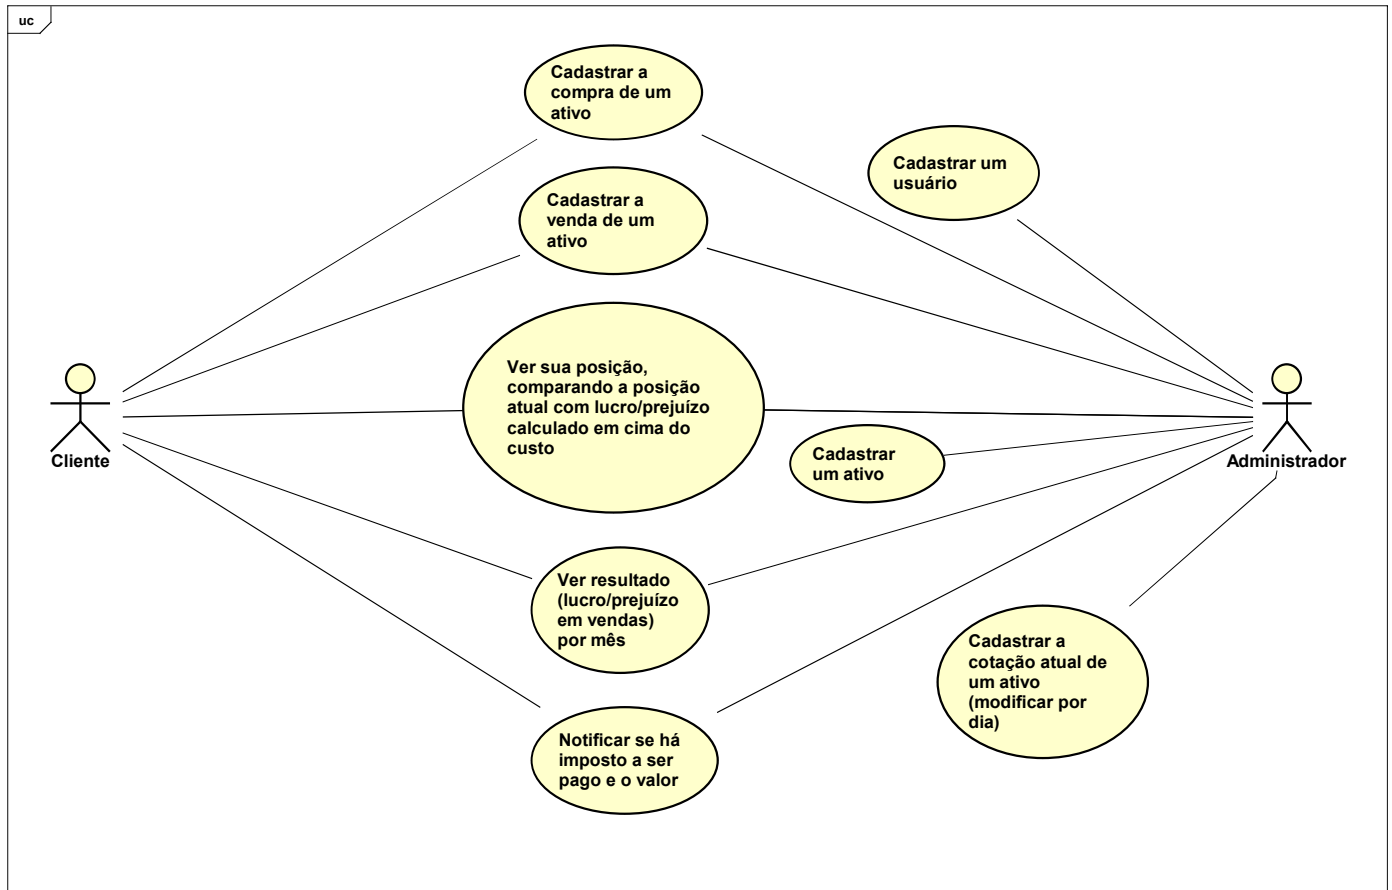 uc
Cadastrar a
compra de um
ativo
Cadastrar um
usuário
Cadastrar a
venda de um
ativo
Ver sua posição,
comparando a posição
atual com lucro/prejuízo
calculado em cima do
custo
Cliente
Cadastrar
um ativo
Administrador
Ver resultado
(lucro/prejuízo
em vendas)
por mês
Cadastrar a
cotação atual de
um ativo
(modificar por
dia)
Notificar se há
imposto a ser
pago e o valor